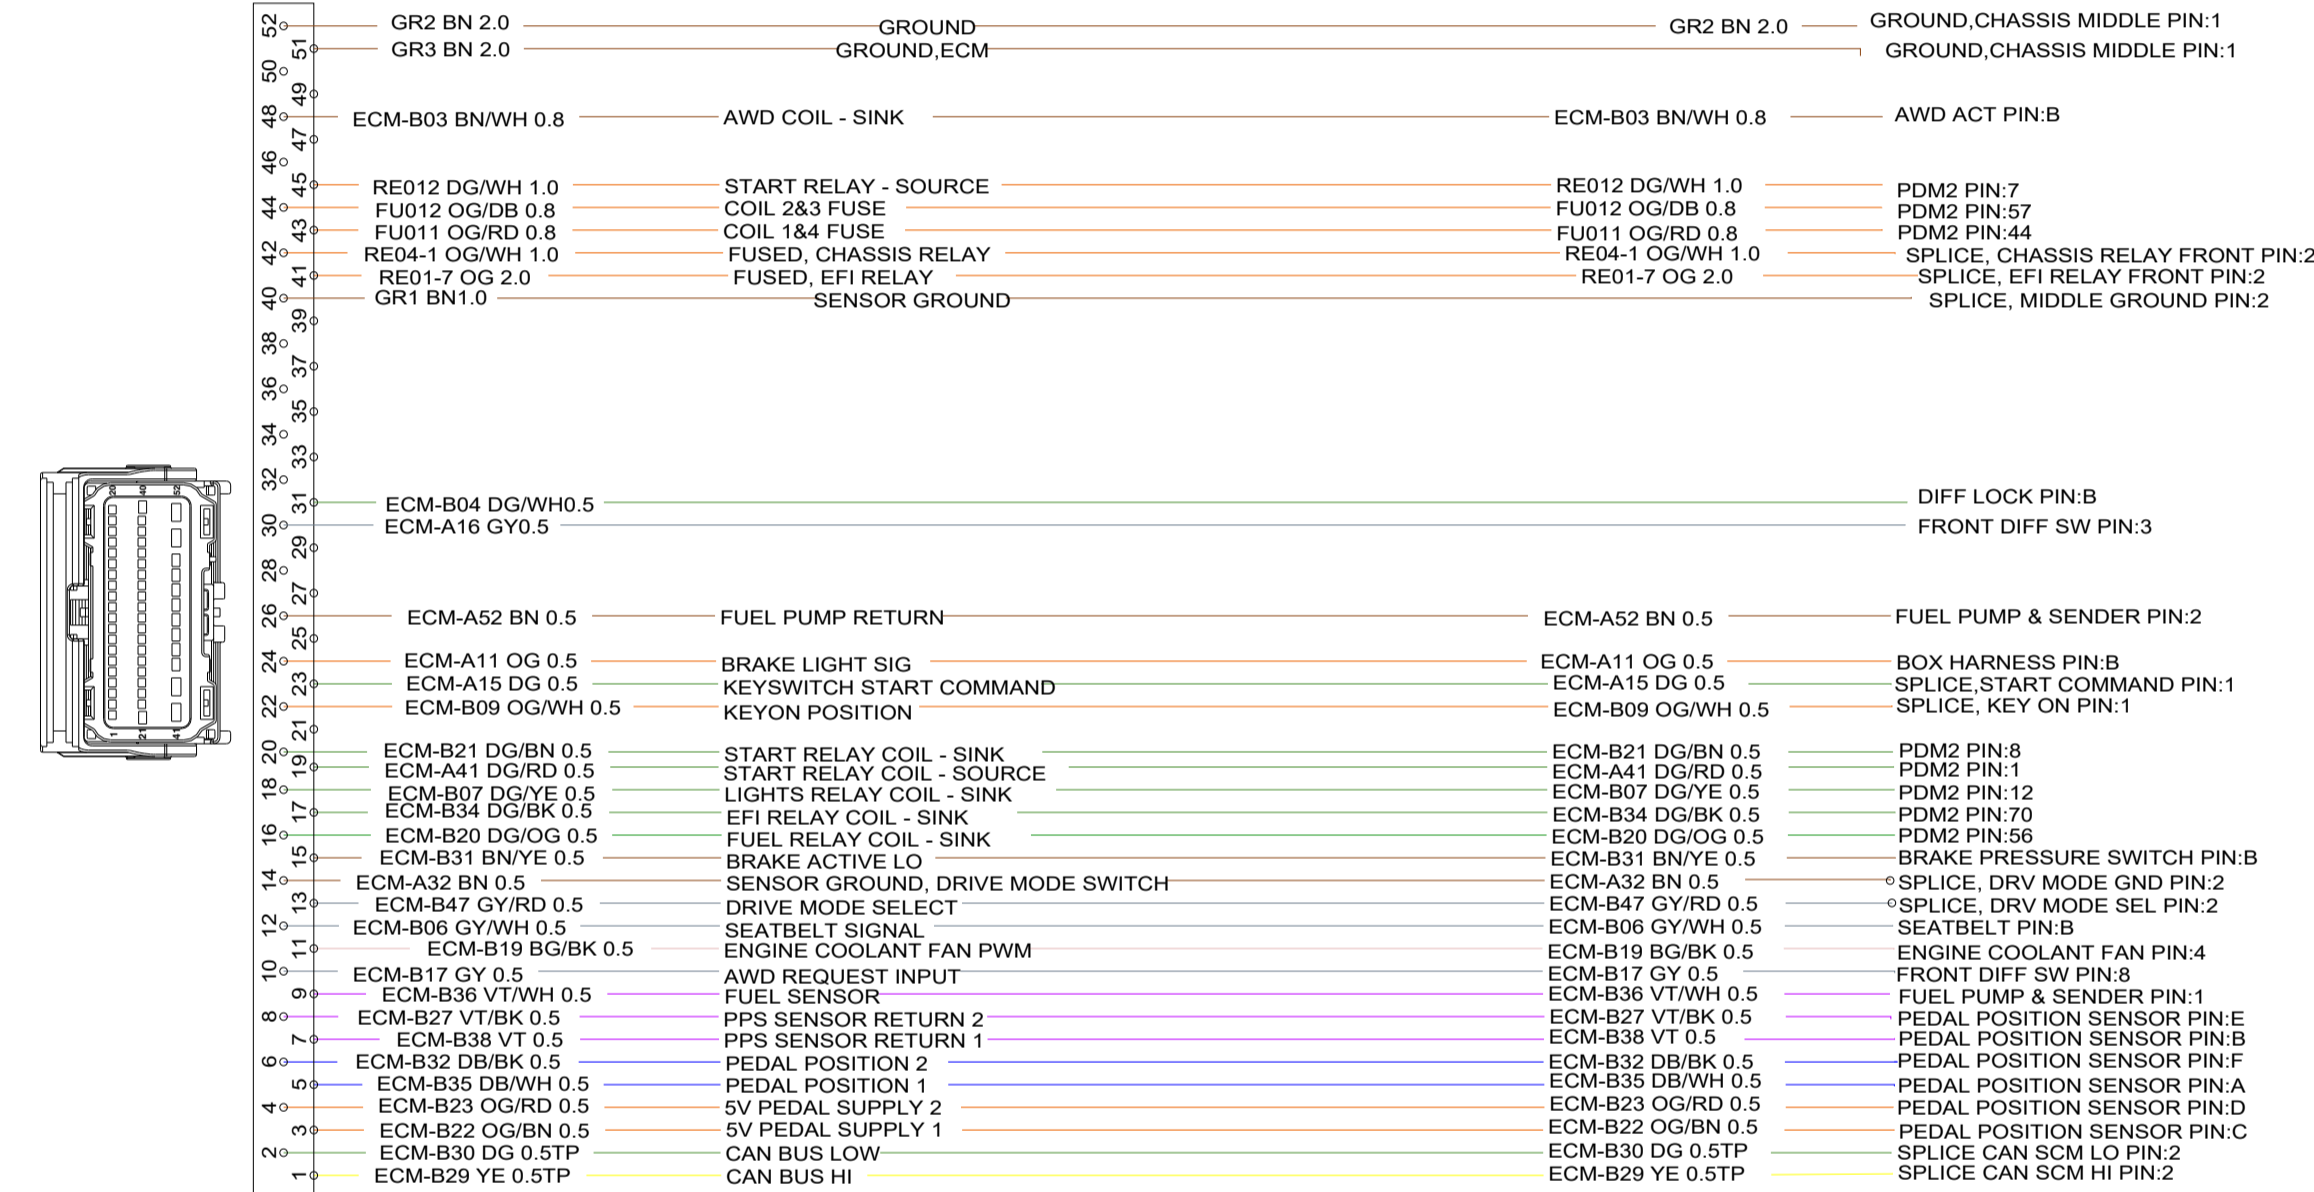 52 GR2 BN 2.0 GROUND GR2 BN 2.0 GROUND,CHASSIS MIDDLE PIN:1
51 GR3 BN 2.0 GROUND,ECM GROUND,CHASSIS MIDDLE PIN:1
50
49
48 ECM-B03 BN/WH 0.8 AWD COIL - SINK ECM-B03 BN/WH 0.8 AWD ACT PIN:B
47
46
45 RE012 DG/WH 1.0 START RELAY - SOURCE RE012 DG/WH 1.0 PDM2 PIN:7
44 FU012 OG/DB 0.8 COIL 2&3 FUSE FU012 OG/DB 0.8 PDM2 PIN:57
43 FU011 OG/RD 0.8 COIL 1&4 FUSE FU011 OG/RD 0.8 PDM2 PIN:44
42 RE04-1 OG/WH 1.0 FUSED, CHASSIS RELAY RE04-1 OG/WH 1.0 SPLICE, CHASSIS RELAY FRONT PIN:2
41 RE01-7 OG 2.0 FUSED, EFI RELAY RE01-7 OG 2.0 SPLICE, EFI RELAY FRONT PIN:2
40 GR1 BN1.0 SENSOR GROUND SPLICE, MIDDLE GROUND PIN:2
39
38
37
36
35
34
33
32
31 ECM-B04 DG/WH0.5 DIFF LOCK PIN:B
30 ECM-A16 GY0.5 FRONT DIFF SW PIN:3
29
28
27
26 ECM-A52 BN 0.5 FUEL PUMP RETURN ECM-A52 BN 0.5 FUEL PUMP & SENDER PIN:2
25
24 ECM-A11 OG 0.5 BRAKE LIGHT SIG ECM-A11 OG 0.5 BOX HARNESS PIN:B
23 ECM-A15 DG 0.5 KEYSWITCH START COMMAND ECM-A15 DG 0.5 SPLICE,START COMMAND PIN:1
22 ECM-B09 OG/WH 0.5 KEYON POSITION ECM-B09 OG/WH 0.5 SPLICE, KEY ON PIN:1
21
20 ECM-B21 DG/BN 0.5 START RELAY COIL - SINK ECM-B21 DG/BN 0.5 PDM2 PIN:8
19 ECM-A41 DG/RD 0.5 START RELAY COIL - SOURCE ECM-A41 DG/RD 0.5 PDM2 PIN:1
18 ECM-B07 DG/YE 0.5 LIGHTS RELAY COIL - SINK ECM-B07 DG/YE 0.5 PDM2 PIN:12
17 ECM-B34 DG/BK 0.5 EFI RELAY COIL - SINK ECM-B34 DG/BK 0.5 PDM2 PIN:70
16 ECM-B20 DG/OG 0.5 FUEL RELAY COIL - SINK ECM-B20 DG/OG 0.5 PDM2 PIN:56
15 ECM-B31 BN/YE 0.5 BRAKE ACTIVE LO ECM-B31 BN/YE 0.5 BRAKE PRESSURE SWITCH PIN:B
14 ECM-A32 BN 0.5 SENSOR GROUND, DRIVE MODE SWITCH ECM-A32 BN 0.5 SPLICE, DRV MODE GND PIN:2
13 ECM-B47 GY/RD 0.5 DRIVE MODE SELECT ECM-B47 GY/RD 0.5 SPLICE, DRV MODE SEL PIN:2
12 ECM-B06 GY/WH 0.5 SEATBELT SIGNAL ECM-B06 GY/WH 0.5 SEATBELT PIN:B
11 ECM-B19 BG/BK 0.5 ENGINE COOLANT FAN PWM ECM-B19 BG/BK 0.5 ENGINE COOLANT FAN PIN:4
10 ECM-B17 GY 0.5 AWD REQUEST INPUT ECM-B17 GY 0.5 FRONT DIFF SW PIN:8
9 ECM-B36 VT/WH 0.5 FUEL SENSOR ECM-B36 VT/WH 0.5 FUEL PUMP & SENDER PIN:1
8 ECM-B27 VT/BK 0.5 PPS SENSOR RETURN 2 ECM-B27 VT/BK 0.5 PEDAL POSITION SENSOR PIN:E
7 ECM-B38 VT 0.5 PPS SENSOR RETURN 1 ECM-B38 VT 0.5 PEDAL POSITION SENSOR PIN:B
6 ECM-B32 DB/BK 0.5 PEDAL POSITION 2 ECM-B32 DB/BK 0.5 PEDAL POSITION SENSOR PIN:F
5 ECM-B35 DB/WH 0.5 PEDAL POSITION 1 ECM-B35 DB/WH 0.5 PEDAL POSITION SENSOR PIN:A
4 ECM-B23 OG/RD 0.5 5V PEDAL SUPPLY 2 ECM-B23 OG/RD 0.5 PEDAL POSITION SENSOR PIN:D
3 ECM-B22 OG/BN 0.5 5V PEDAL SUPPLY 1 ECM-B22 OG/BN 0.5 PEDAL POSITION SENSOR PIN:C
2 ECM-B30 DG 0.5TP CAN BUS LOW ECM-B30 DG 0.5TP SPLICE CAN SCM LO PIN:2
1 ECM-B29 YE 0.5TP CAN BUS HI ECM-B29 YE 0.5TP SPLICE CAN SCM HI PIN:2
20 40 52
1 21 41